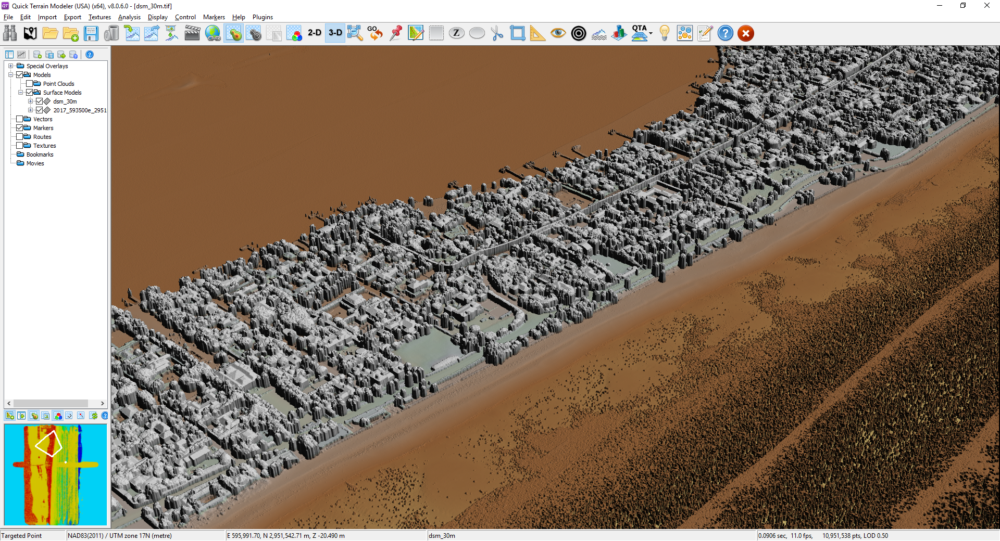 QT Quick Terrain Modeler (USA) (x64), v8.0.6.0 - [dsm_30m.tif]
File Edit Import Export Textures Analysis Display Control Markers Help Plugins
2-D 3-D GO Z QTA
Special Overlays
Models
Point Clouds
Surface Models
dsm_30m
2017_593500e_2951
Vectors
Markers
Routes
Textures
Bookmarks
Movies
Targeted Point NAD83(2011) / UTM zone 17N (metre) E 595,991.70, N 2,951,542.71 m, Z -20.490 m dsm_30m 0.0906 sec, 11.0 fps, 10,951,538 pts, LOD 0.50